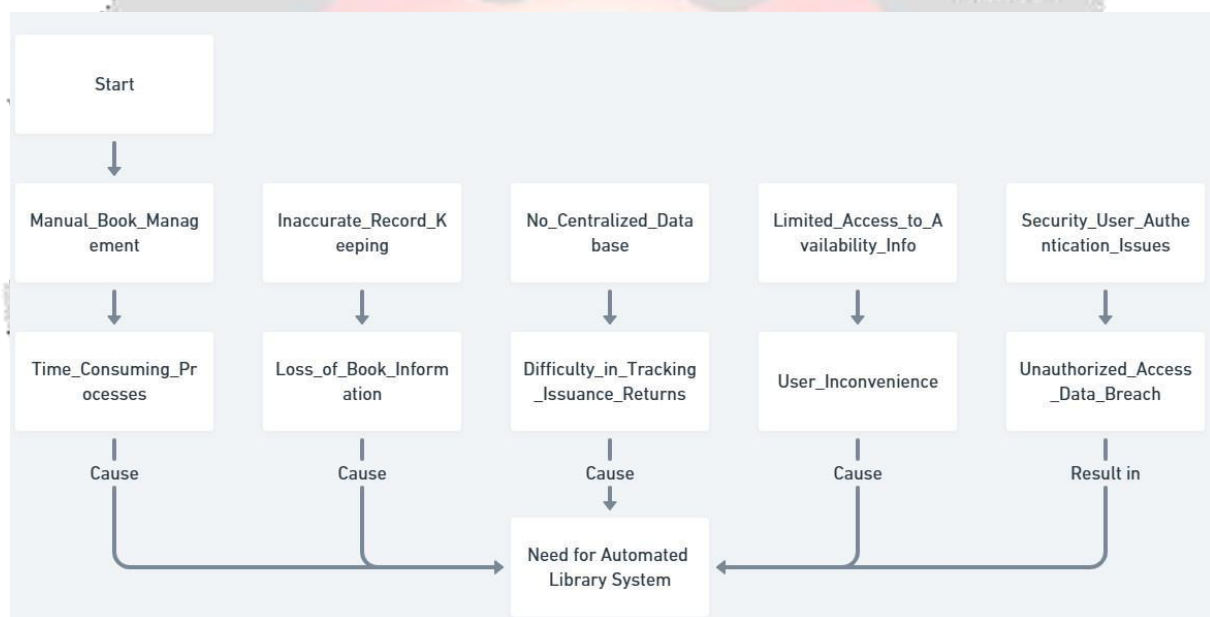 Start
Manual_Book_Manag
ement
Inaccurate_Record_K
eeping
No_Centralized_Data
base
Limited_Access_to_A
vailability_Info
Security_User_Authe
ntication_Issues
Time_Consuming_Pr
ocesses
Loss_of_Book_Inform
ation
Difficulty_in_Tracking
_Issuance_Returns
User_Inconvenience
Unauthorized_Access
_Data_Breach
Cause
Cause
Cause
Cause
Result in
Need for Automated
Library System